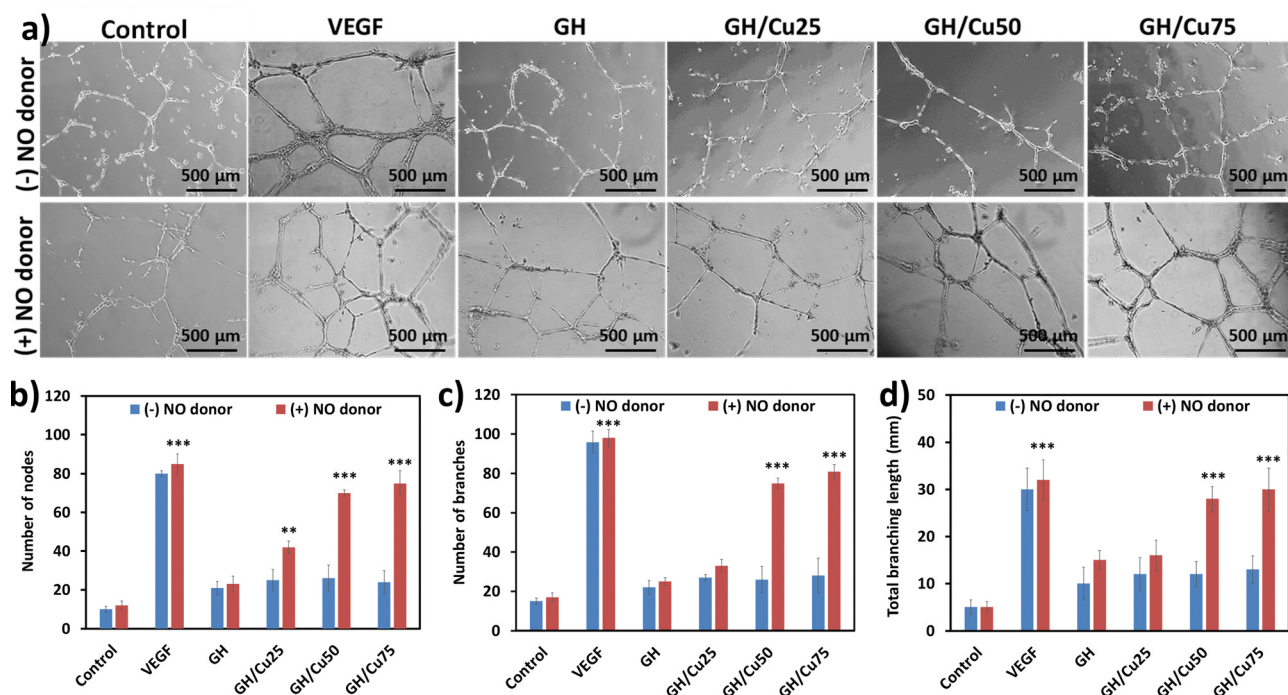 a)
Control VEGF GH GH/Cu25 GH/Cu50 GH/Cu75
(-) NO donor
500 µm 500 µm 500 µm 500 µm 500 µm 500 µm
(+) NO donor
500 µm 500 µm 500 µm 500 µm 500 µm 500 µm
b)
(-) NO donor (+) NO donor
Number of nodes
120
100
80
60
40
20
0
*** ** *** ***
Control VEGF GH GH/Cu25 GH/Cu50 GH/Cu75
c)
(-) NO donor (+) NO donor
Number of branches
120
100
80
60
40
20
0
*** *** ***
Control VEGF GH GH/Cu25 GH/Cu50 GH/Cu75
d)
(-) NO donor (+) NO donor
Total branching length (mm)
50
40
30
20
10
0
*** *** ***
Control VEGF GH GH/Cu25 GH/Cu50 GH/Cu75